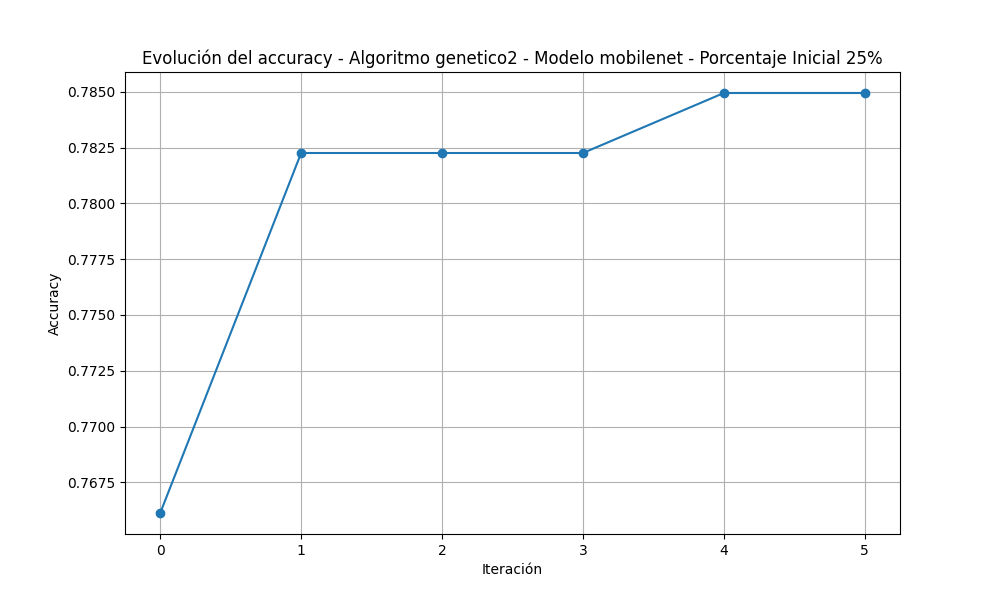 Evolución del accuracy - Algoritmo genetico2 - Modelo mobilenet - Porcentaje Inicial 25%
0.7850
0.7825
0.7800
0.7775
0.7750
0.7725
0.7700
0.7675
Accuracy
0 1 2 3 4 5
Iteración